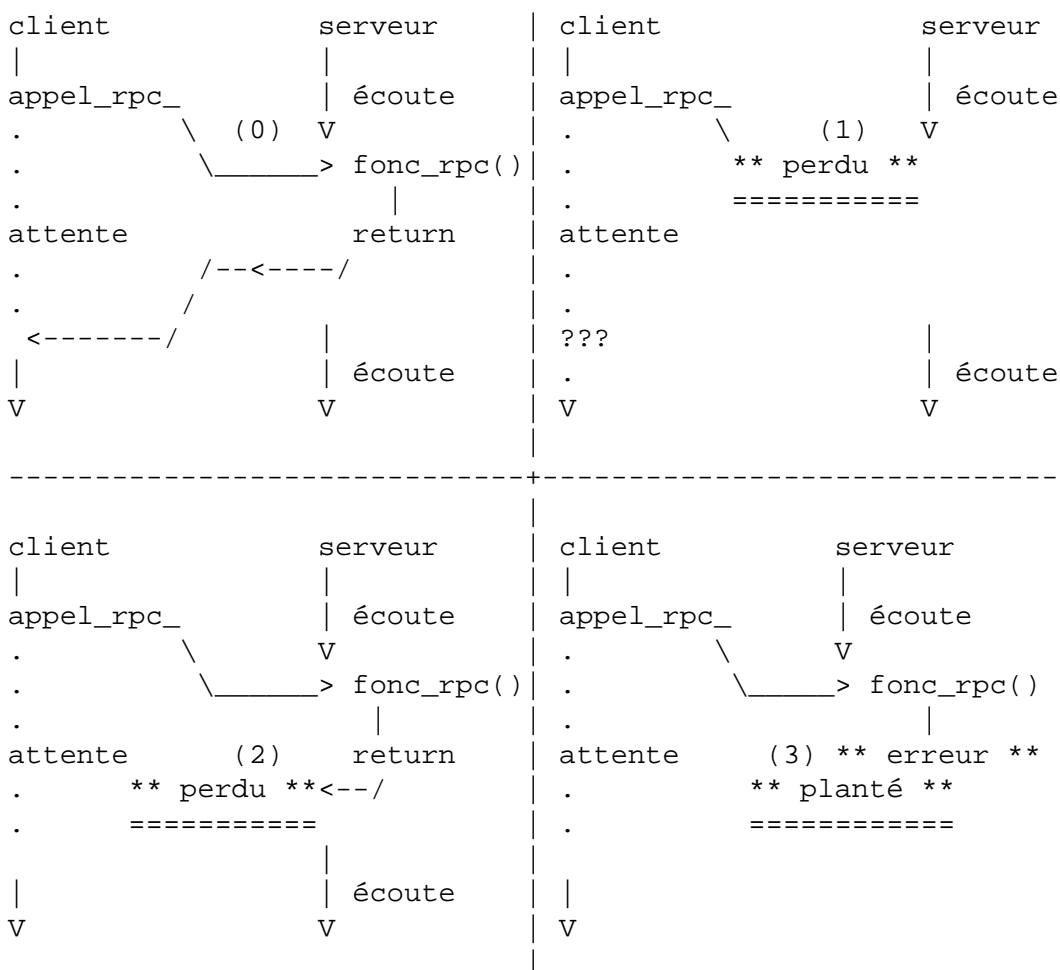 client            serveur     | client               serveur
|                 |           | |                    |
appel_rpc_        | écoute    | appel_rpc_           | écoute
.         \  (0)  V           | .         \     (1)  V
.          \______> fonc_rpc()| .          ** perdu **
.                     |       | .          ===========
attente             return    | attente
.           /--<----/         | .
.          /                  | .
 <-------/        |           | ???                  |
|                 | écoute    | .                    | écoute
V                 V           | V                    V
                              |
------------------------------+------------------------------
                              |
client            serveur     | client          serveur
|                 |           | |               |
appel_rpc_        | écoute    | appel_rpc_      | écoute
.         \       V           | .         \      V
.          \______> fonc_rpc()| .          \_____> fonc_rpc()
.                    |        | .                    |
attente      (2)    return    | attente     (3) ** erreur **
.      ** perdu **<--/        | .          ** planté **
.      ===========            | .          ============
                  |           |
|                 | écoute    | |
V                 V           | V
                              |